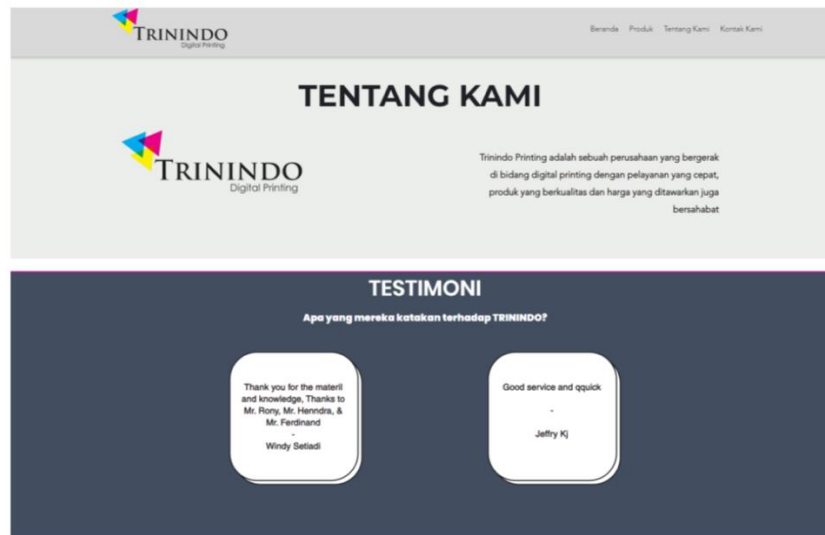 TRININDO
Digital Printing
Beranda Produk Tentang Kami Kontak Kami
TENTANG KAMI
TRININDO
Digital Printing
Trinindo Printing adalah sebuah perusahaan yang bergerak
di bidang digital printing dengan pelayanan yang cepat,
produk yang berkualitas dan harga yang ditawarkan juga
bersahabat
TESTIMONI
Apa yang mereka katakan terhadap TRININDO?
Thank you for the materil
and knowledge, Thanks to
Mr. Rony, Mr. Henndra, &
Mr. Ferdinand
-
Windy Setiadi
Good service and qquick
-
Jeffry Kj